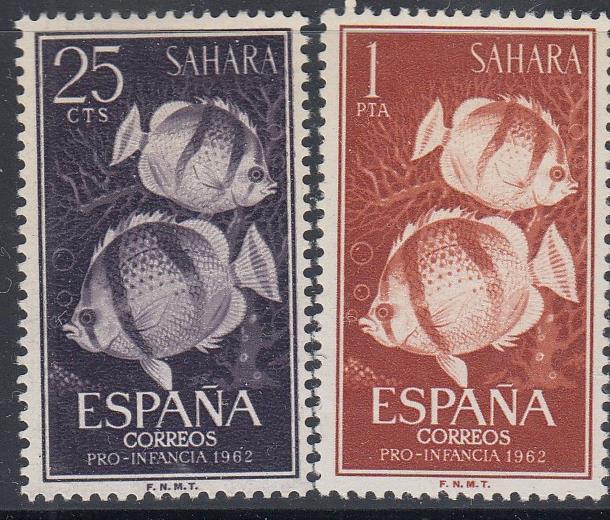 25 SAHARA
CTS
ESPAÑA
CORREOS
PRO-INFANCIA 1962
F.N.M.T.
1 SAHARA
PTA
ESPAÑA
CORREOS
PRO-INFANCIA 1962
F.N.M.T.